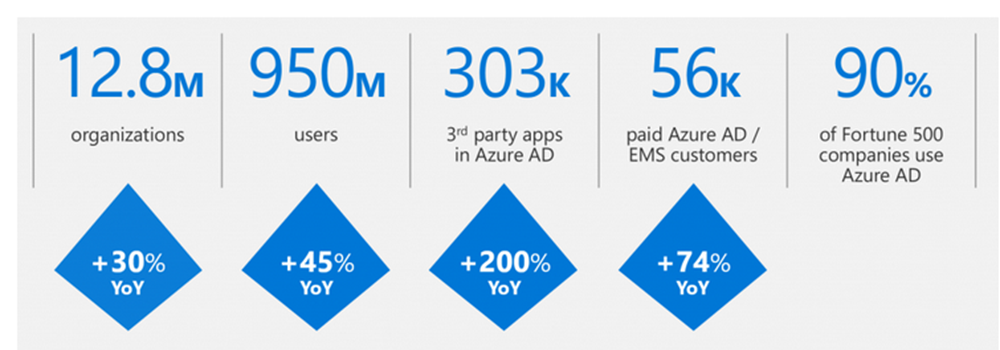 12.8M
organizations
+30%
YoY
950M
users
+45%
YoY
303K
3rd party apps
in Azure AD
+200%
YoY
56K
paid Azure AD /
EMS customers
+74%
YoY
90%
of Fortune 500
companies use
Azure AD